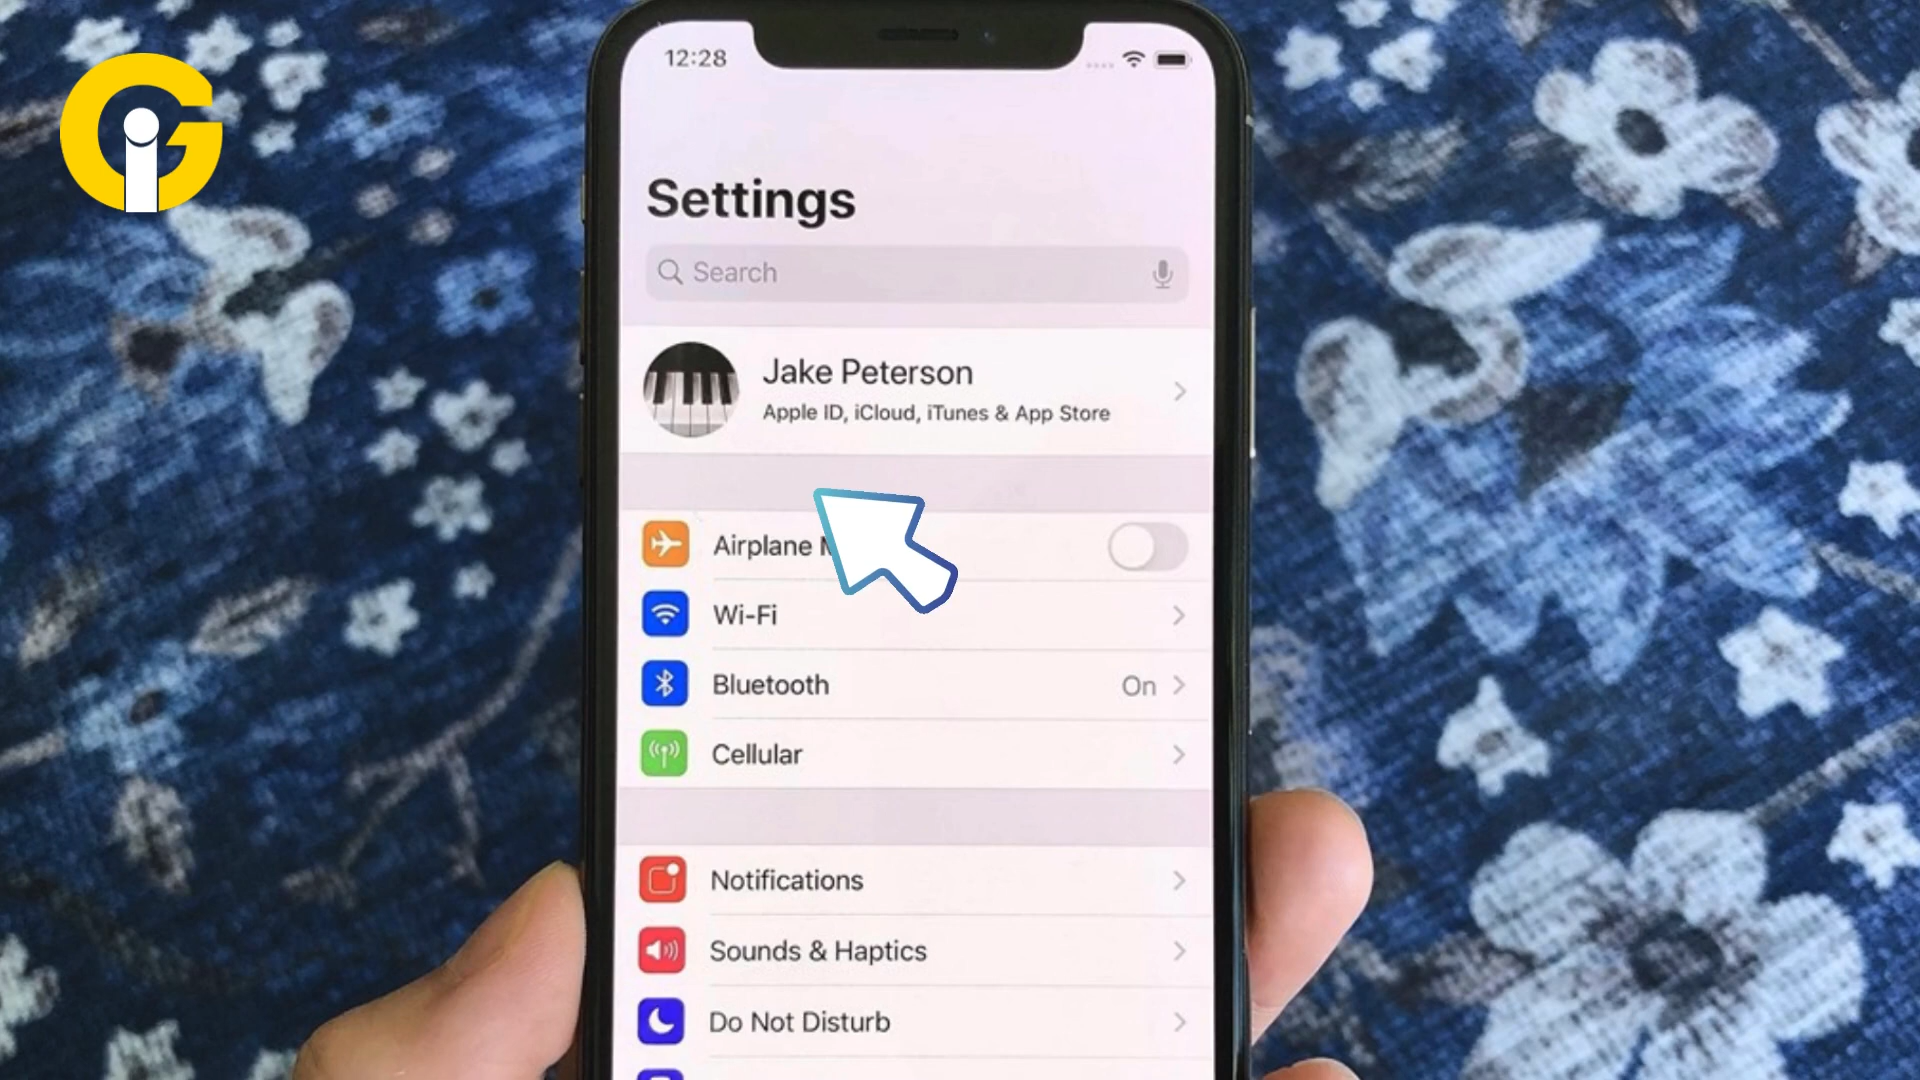 12:28
Settings
Search
Jake Peterson
Apple ID, iCloud, iTunes & App Store
Airplane
Wi-Fi
Bluetooth On
Cellular
Notifications
Sounds & Haptics
Do Not Disturb